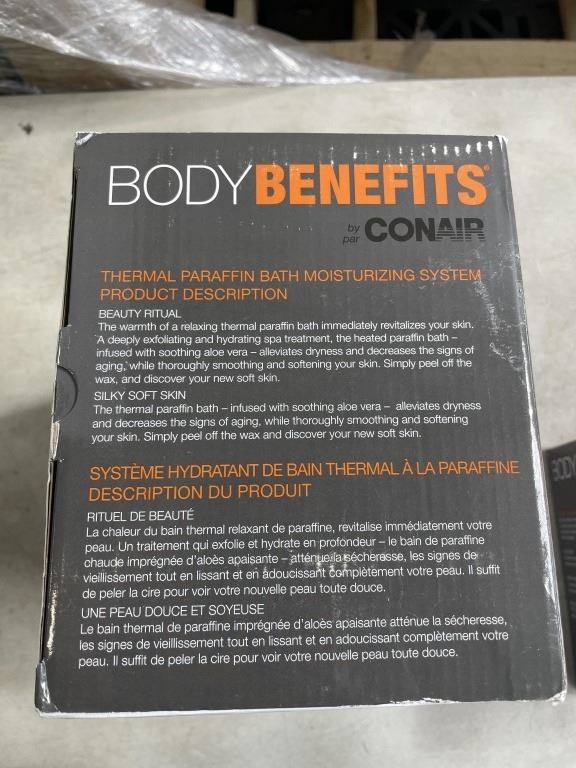 BODY BENEFITS®
by
par CONAIR
THERMAL PARAFFIN BATH MOISTURIZING SYSTEM
PRODUCT DESCRIPTION
BEAUTY RITUAL
The warmth of a relaxing thermal paraffin bath immediately revitalizes your skin.
A deeply exfoliating and hydrating spa treatment, the heated paraffin bath –
infused with soothing aloe vera – alleviates dryness and decreases the signs of
aging, while thoroughly smoothing and softening your skin. Simply peel off the
wax, and discover your new soft skin.
SILKY SOFT SKIN
The thermal paraffin bath – infused with soothing aloe vera – alleviates dryness
and decreases the signs of aging, while thoroughly smoothing and softening
your skin. Simply peel off the wax and discover your new soft skin.
SYSTÈME HYDRATANT DE BAIN THERMAL À LA PARAFFINE
DESCRIPTION DU PRODUIT
RITUEL DE BEAUTÉ
La chaleur du bain thermal relaxant de paraffine, revitalise immédiatement votre
peau. Un traitement qui exfolie et hydrate en profondeur – le bain de paraffine
chaude imprégnée d'aloès apaisante – atténue la sécheresse, les signes de
vieillissement tout en lissant et en adoucissant complètement votre peau. Il suffit
de peler la cire pour voir votre nouvelle peau toute douce.
UNE PEAU DOUCE ET SOYEUSE
Le bain thermal de paraffine imprégnée d'aloès apaisante atténue la sécheresse,
les signes de vieillissement tout en lissant et en adoucissant complètement votre
peau. Il suffit de peler la cire pour voir votre nouvelle peau toute douce.
BODY